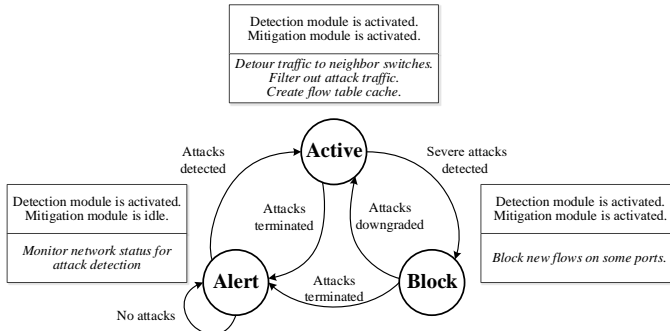 Detection module is activated.
Mitigation module is activated.
Detour traffic to neighbor switches.
Filter out attack traffic.
Create flow table cache.
Active
Attacks
detected
Severe attacks
detected
Detection module is activated.
Mitigation module is idle.
Monitor network status for
attack detection
Attacks
terminated
Attacks
downgraded
Detection module is activated.
Mitigation module is activated.
Block new flows on some ports.
Alert
Attacks
terminated
Block
No attacks